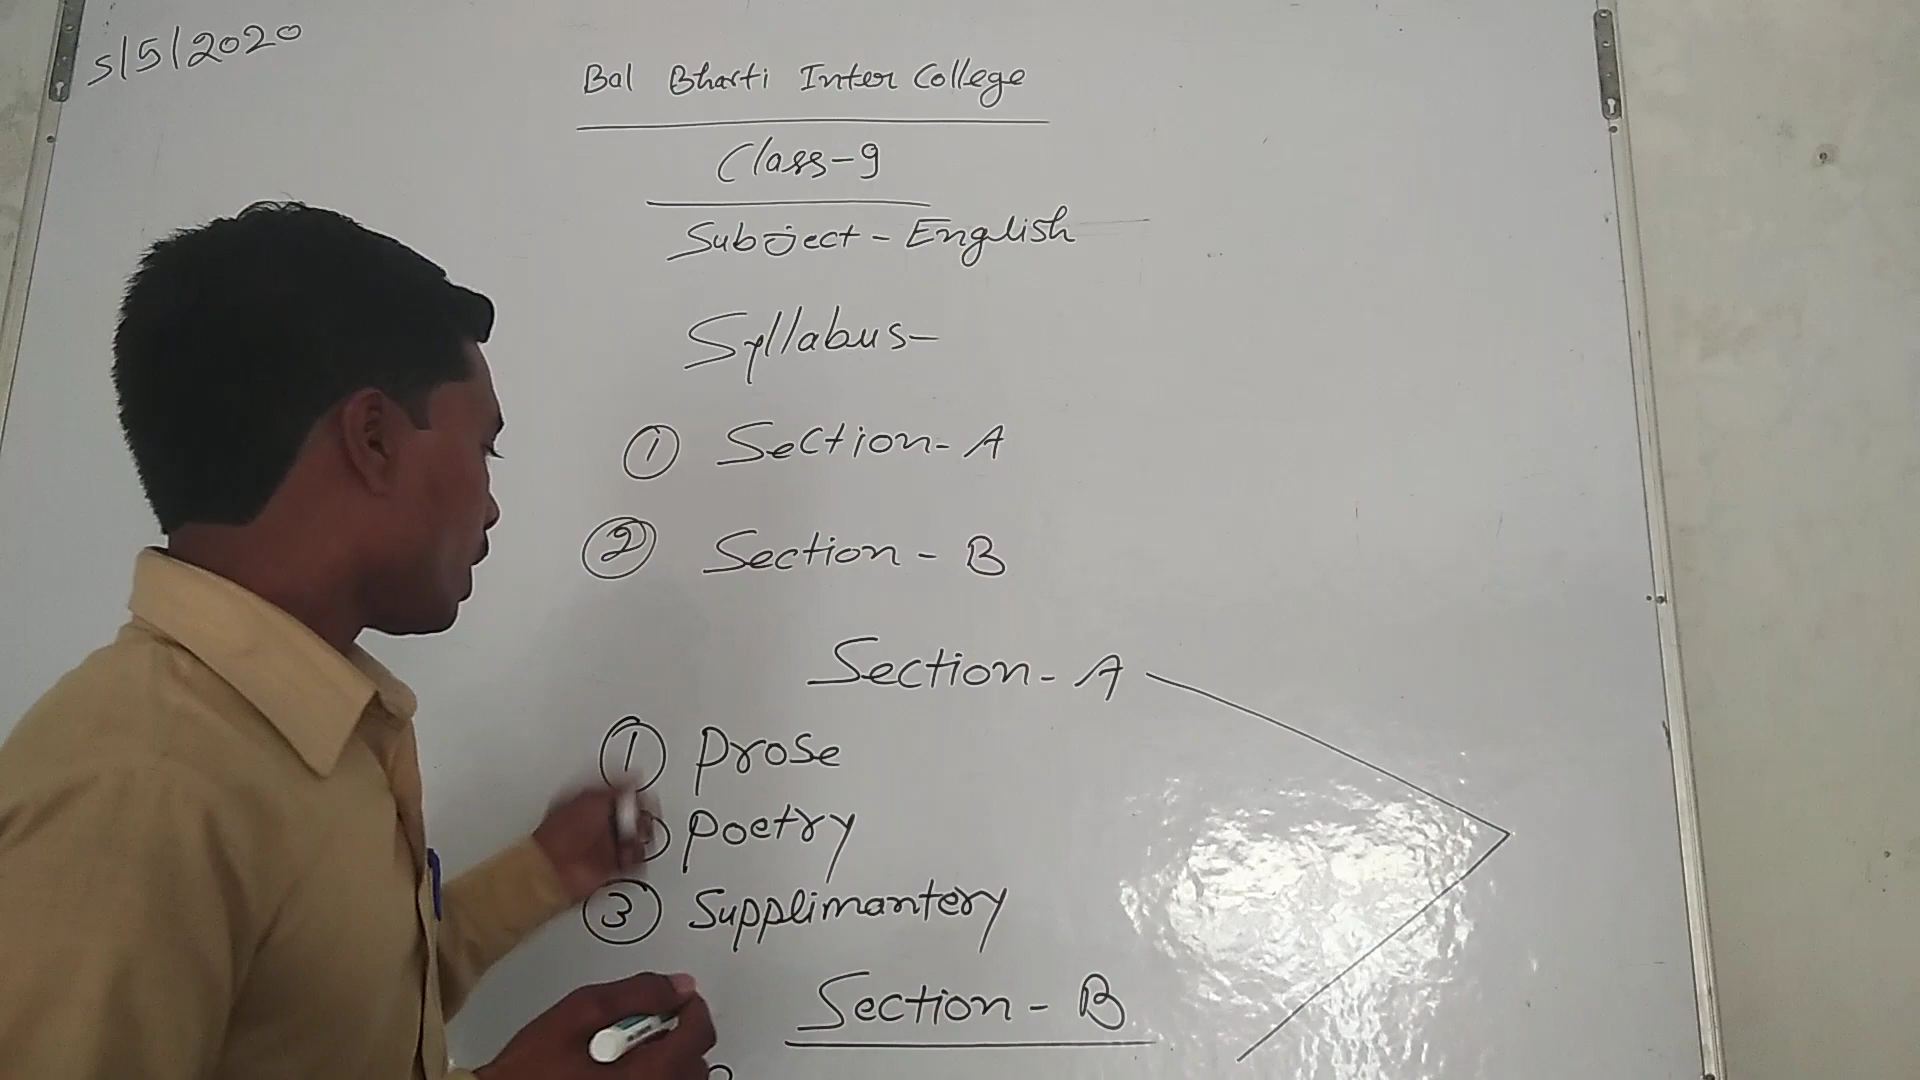 5/5/2020
Bal Bharti Inter College
Class-9
Subject - English
Syllabus-
① Section-A
② Section - B
Section - A
① Prose
Poetry
③ Supplimantery
Section - B